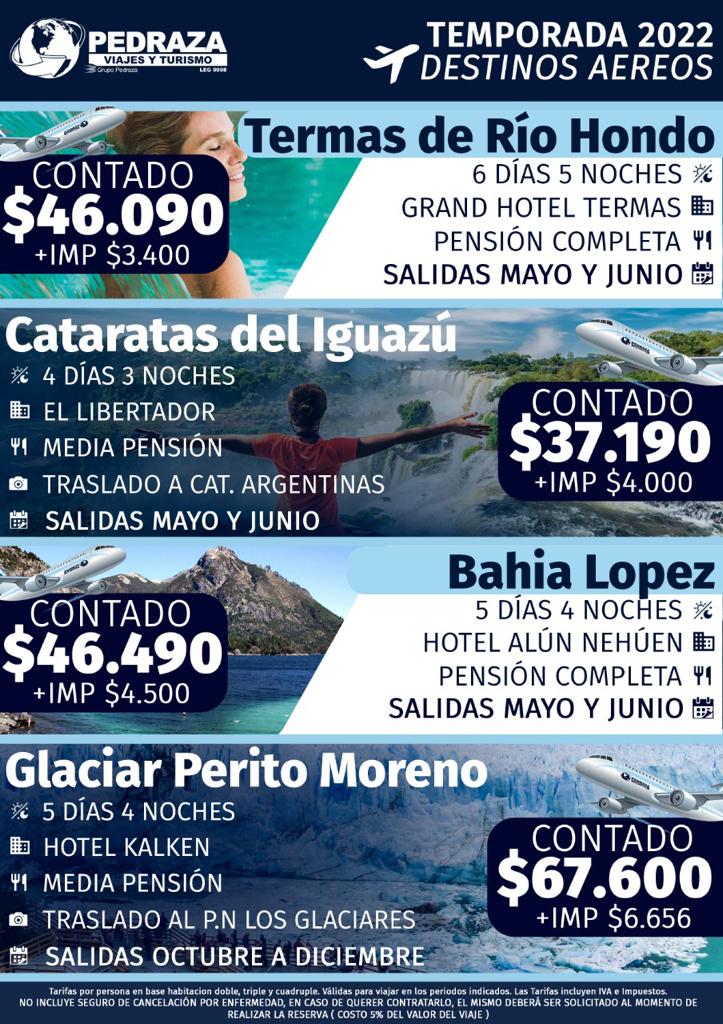 PEDRAZA
VIAJES Y TURISMO
Grupo Pedraza
LEG 9998
TEMPORADA 2022
DESTINOS AEREOS
Termas de Río Hondo
CONTADO
$46.090
+IMP $3.400
6 DÍAS 5 NOCHES
GRAND HOTEL TERMAS
PENSIÓN COMPLETA
SALIDAS MAYO Y JUNIO
Cataratas del Iguazú
4 DÍAS 3 NOCHES
EL LIBERTADOR
MEDIA PENSIÓN
TRASLADO A CAT. ARGENTINAS
SALIDAS MAYO Y JUNIO
PEDRAZA
CONTADO
$37.190
+IMP $4.000
Bahia Lopez
CONTADO
$46.490
+IMP $4.500
5 DÍAS 4 NOCHES
HOTEL ALÚN NEHÚEN
PENSIÓN COMPLETA
SALIDAS MAYO Y JUNIO
Glaciar Perito Moreno
5 DÍAS 4 NOCHES
HOTEL KALKEN
MEDIA PENSIÓN
TRASLADO AL P.N LOS GLACIARES
SALIDAS OCTUBRE A DICIEMBRE
PEDRAZA
CONTADO
$67.600
+IMP $6.656
Tarifas por persona en base habitacion doble, triple y cuadruple. Válidas para viajar en los periodos indicados. Las Tarifas incluyen IVA e Impuestos.
NO INCLUYE SEGURO DE CANCELACIÓN POR ENFERMEDAD, EN CASO DE QUERER CONTRATARLO, EL MISMO DEBERÁ SER SOLICITADO AL MOMENTO DE
REALIZAR LA RESERVA ( COSTO 5% DEL VALOR DEL VIAJE )